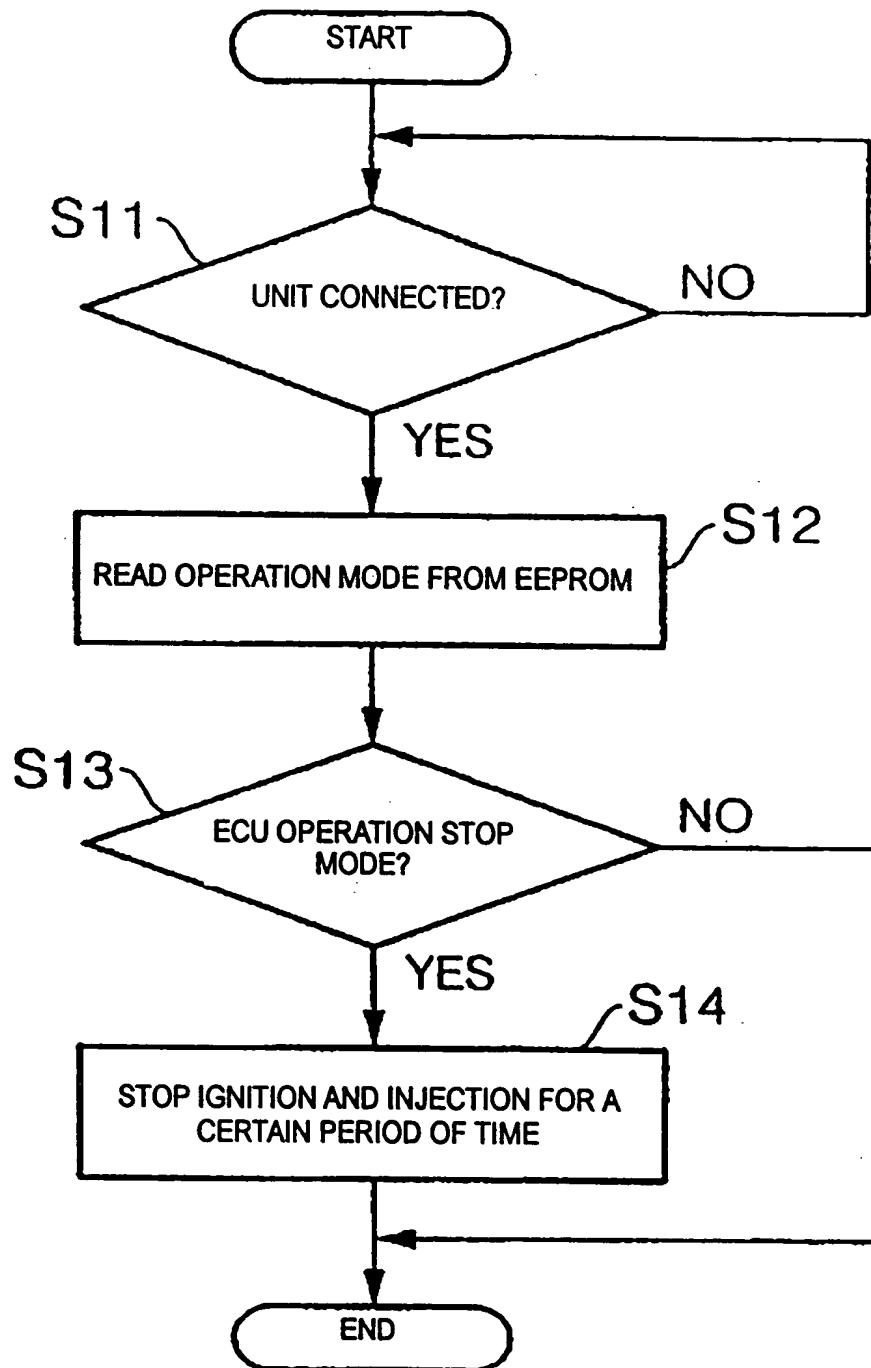 START
S11
UNIT CONNECTED?
NO
YES
S12
READ OPERATION MODE FROM EEPROM
S13
ECU OPERATION STOP
MODE?
NO
YES
S14
STOP IGNITION AND INJECTION FOR A
CERTAIN PERIOD OF TIME
END